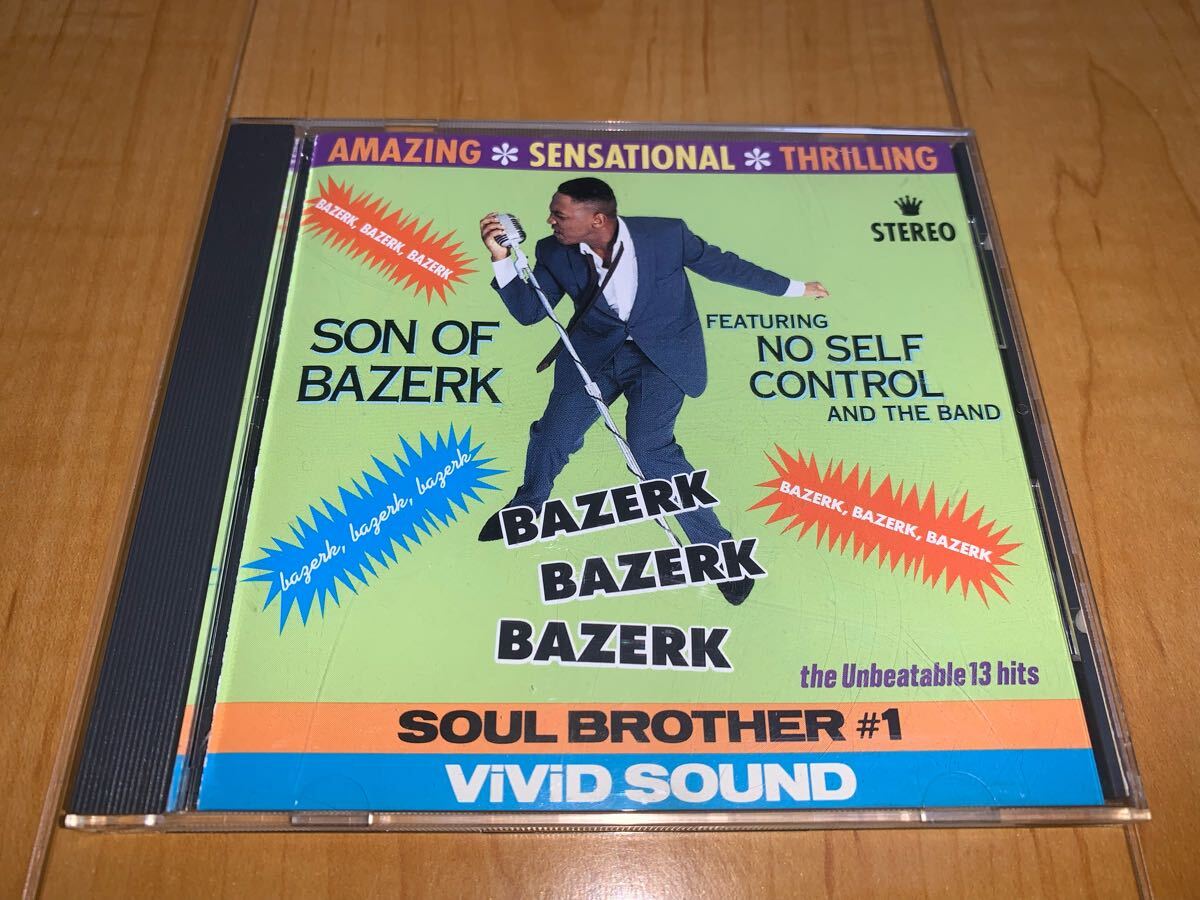 AMAZING * SENSATIONAL * THRILLING
BAZERK, BAZERK, BAZERK
STEREO
SON OF
BAZERK
FEATURING
NO SELF
CONTROL
AND THE BAND
bazerk, bazerk, bazerk
BAZERK, BAZERK, BAZERK
BAZERK
BAZERK
BAZERK
the Unbeatable 13 hits
SOUL BROTHER #1
ViViD SOUND